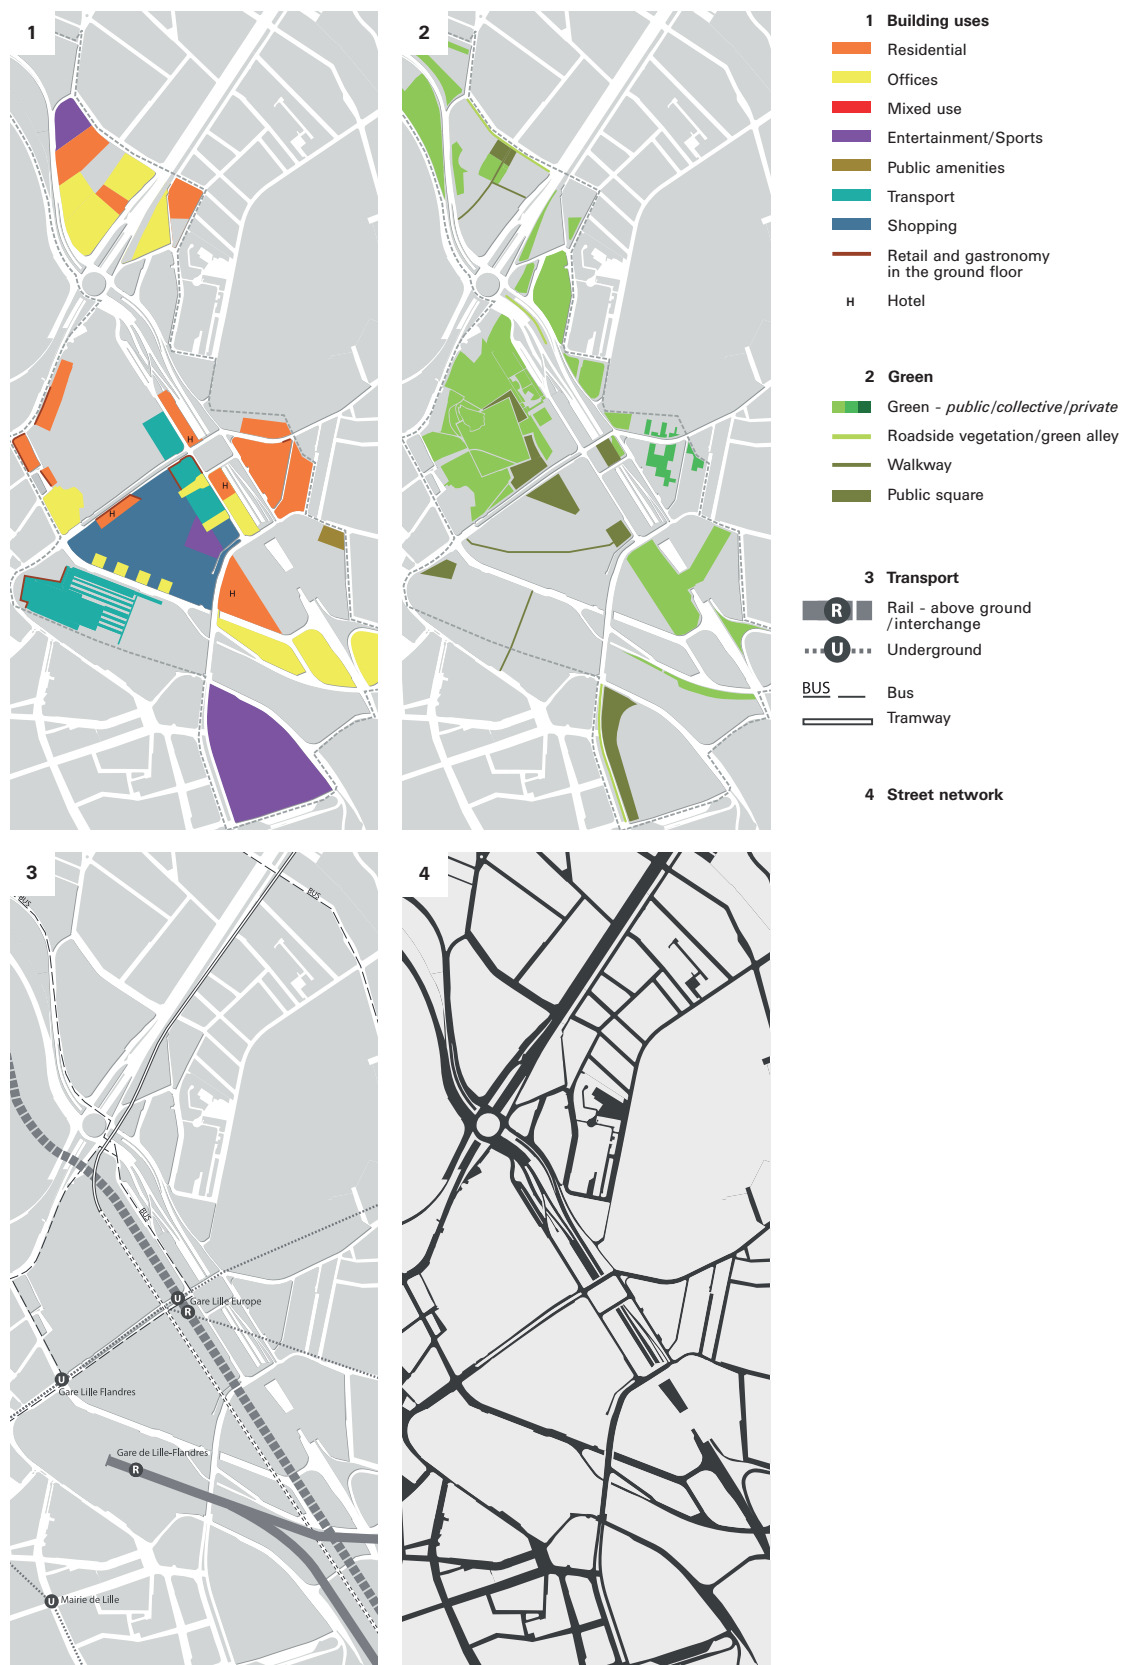 1
H
H
H
H
2
1 Building uses
Residential
Offices
Mixed use
Entertainment/Sports
Public amenities
Transport
Shopping
Retail and gastronomy
in the ground floor
H Hotel
2 Green
Green - public/collective/private
Roadside vegetation/green alley
Walkway
Public square
3 Transport
R Rail - above ground
/interchange
U Underground
BUS Bus
Tramway
4 Street network
3
BUS
BUS
BUS
U Gare Lille Europe
R
U
Gare Lille Flandres
Gare de Lille-Flandres
R
U Mairie de Lille
4